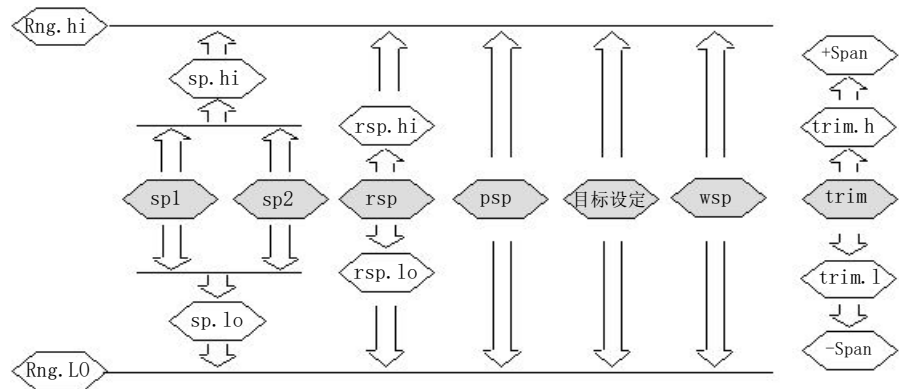 Rng.hi
+Span
sp.hi
rsp.hi
trim.h
sp1
sp2
rsp
psp
目标设定
wsp
trim
rsp.lo
trim.l
sp.lo
-Span
Rng.LO